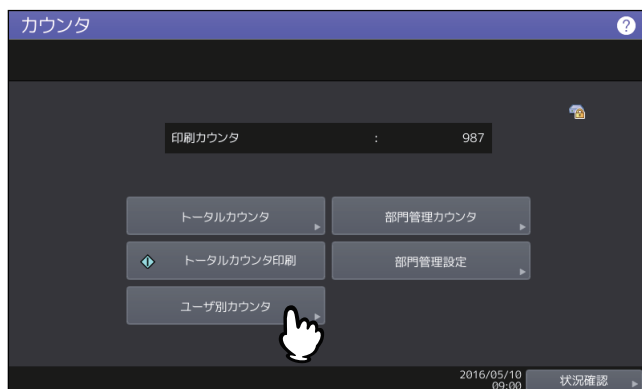 カウンタ ?
印刷カウンタ : 987
トータルカウンタ 部門管理カウンタ
トータルカウンタ印刷 部門管理設定
ユーザ別カウンタ
2016/05/10
09:00 状況確認